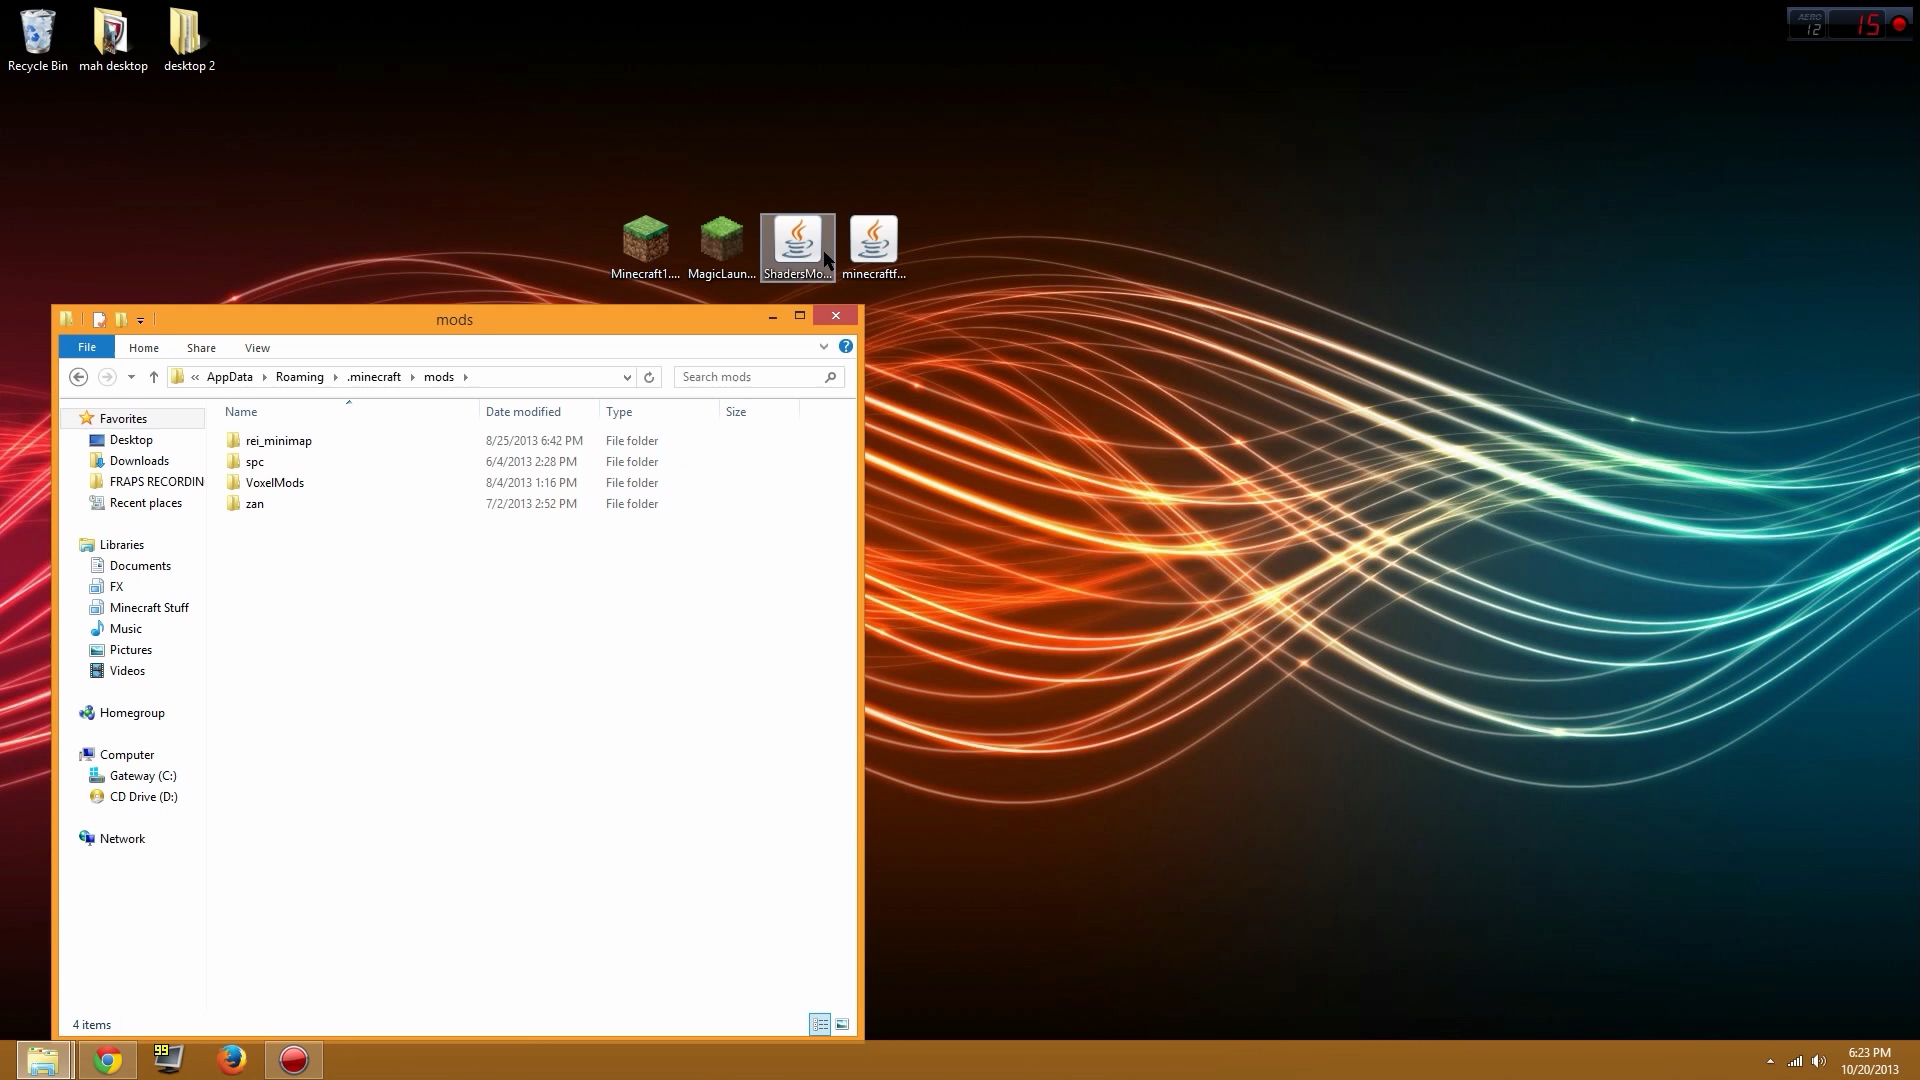 Recycle Bin
mah desktop
desktop 2
AERO
12
15
Minecraft1....
MagicLaun...
ShadersMo...
minecraftf...
mods
File
Home
Share
View
« AppData
Roaming
.minecraft
mods
Search mods
Name
Date modified
Type
Size
Favorites
Desktop
Downloads
FRAPS RECORDIN
Recent places
Libraries
Documents
FX
Minecraft Stuff
Music
Pictures
Videos
Homegroup
Computer
Gateway (C:)
CD Drive (D:)
Network
rei_minimap 8/25/2013 6:42 PM File folder
spc 6/4/2013 2:28 PM File folder
VoxelMods 8/4/2013 1:16 PM File folder
zan 7/2/2013 2:52 PM File folder
4 items
99
6:23 PM
10/20/2013